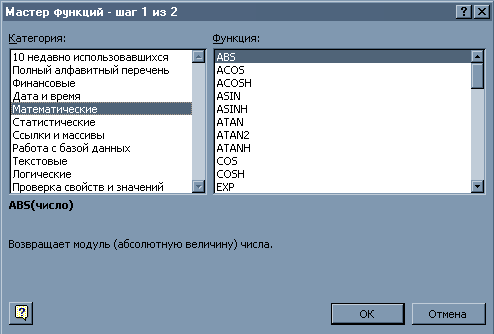 Мастер функций - шаг 1 из 2
Категория:
10 недавно использовавшихся
Полный алфавитный перечень
Финансовые
Дата и время
Математические
Статистические
Ссылки и массивы
Работа с базой данных
Текстовые
Логические
Проверка свойств и значений
Функция:
ABS
ACOS
ACOSH
ASIN
ASINH
ATAN
ATAN2
ATANH
COS
COSH
EXP
ABS(число)
Возвращает модуль (абсолютную величину) числа.
OK
Отмена